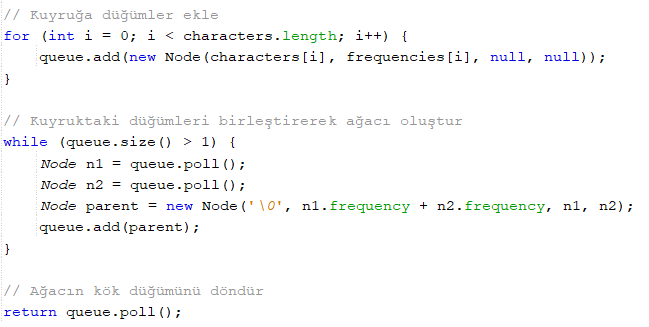 // Kuyruğa düğümler ekle
for (int i = 0; i < characters.length; i++) {
queue.add(new Node(characters[i], frequencies[i], null, null));
}
// Kuyruktaki düğümleri birleştirerek ağacı oluştur
while (queue.size() > 1) {
Node n1 = queue.poll();
Node n2 = queue.poll();
Node parent = new Node('\0', n1.frequency + n2.frequency, n1, n2);
queue.add(parent);
}
// Ağacın kök düğümünü döndür
return queue.poll();